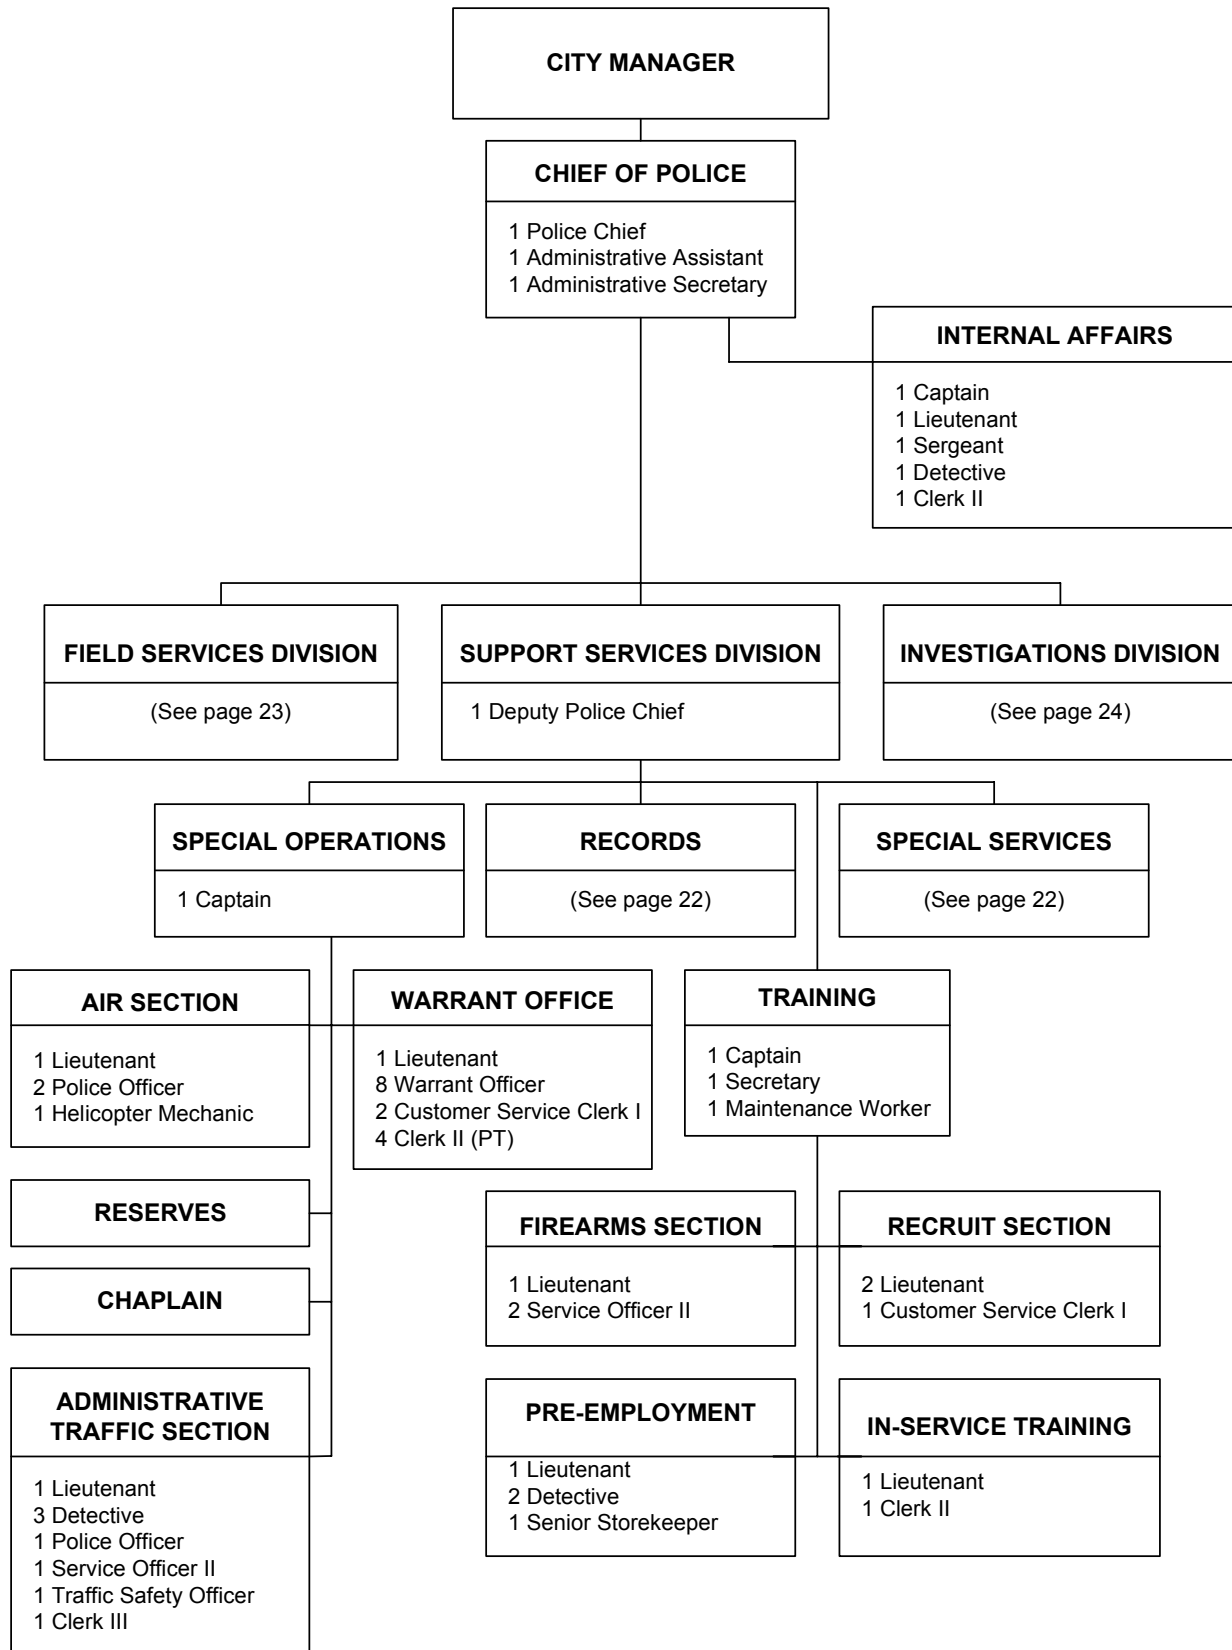 CITY MANAGER
CHIEF OF POLICE
1 Police Chief
1 Administrative Assistant
1 Administrative Secretary
INTERNAL AFFAIRS
1 Captain
1 Lieutenant
1 Sergeant
1 Detective
1 Clerk II
FIELD SERVICES DIVISION
(See page 23)
SUPPORT SERVICES DIVISION
1 Deputy Police Chief
INVESTIGATIONS DIVISION
(See page 24)
SPECIAL OPERATIONS
1 Captain
RECORDS
(See page 22)
SPECIAL SERVICES
(See page 22)
AIR SECTION
1 Lieutenant
2 Police Officer
1 Helicopter Mechanic
WARRANT OFFICE
1 Lieutenant
8 Warrant Officer
2 Customer Service Clerk I
4 Clerk II (PT)
TRAINING
1 Captain
1 Secretary
1 Maintenance Worker
RESERVES
CHAPLAIN
FIREARMS SECTION
1 Lieutenant
2 Service Officer II
RECRUIT SECTION
2 Lieutenant
1 Customer Service Clerk I
ADMINISTRATIVE
TRAFFIC SECTION
1 Lieutenant
3 Detective
1 Police Officer
1 Service Officer II
1 Traffic Safety Officer
1 Clerk III
PRE-EMPLOYMENT
1 Lieutenant
2 Detective
1 Senior Storekeeper
IN-SERVICE TRAINING
1 Lieutenant
1 Clerk II